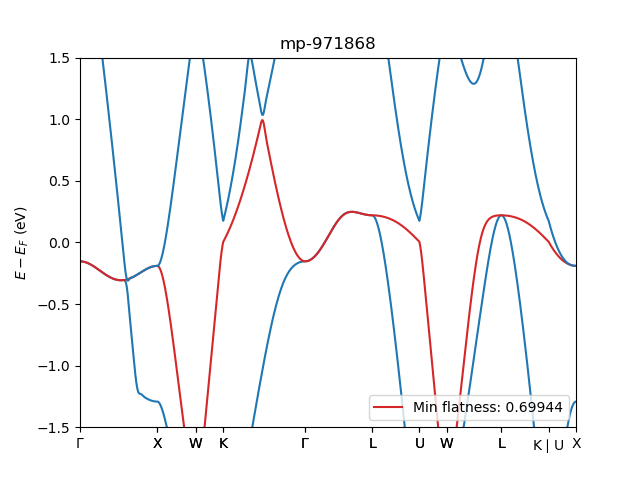 mp-971868
1.5
1.0
0.5
0.0
−0.5
−1.0
−1.5
E − E_F (eV)
Min flatness: 0.69944
Γ X W K Γ L U W L K | U X